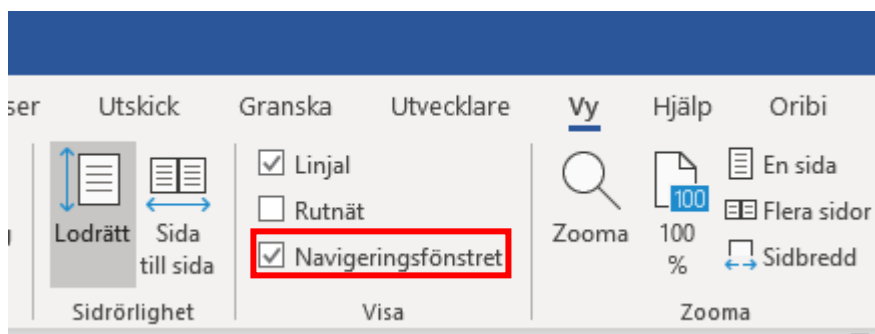 Utskick Granska Utvecklare Vy Hjälp Oribi
Lodrätt
Sida
till sida
Sidrörlighet
Linjal
Rutnät
Navigeringsfönstret
Visa
Zooma
100
100
%
En sida
Flera sidor
Sidbredd
Zooma